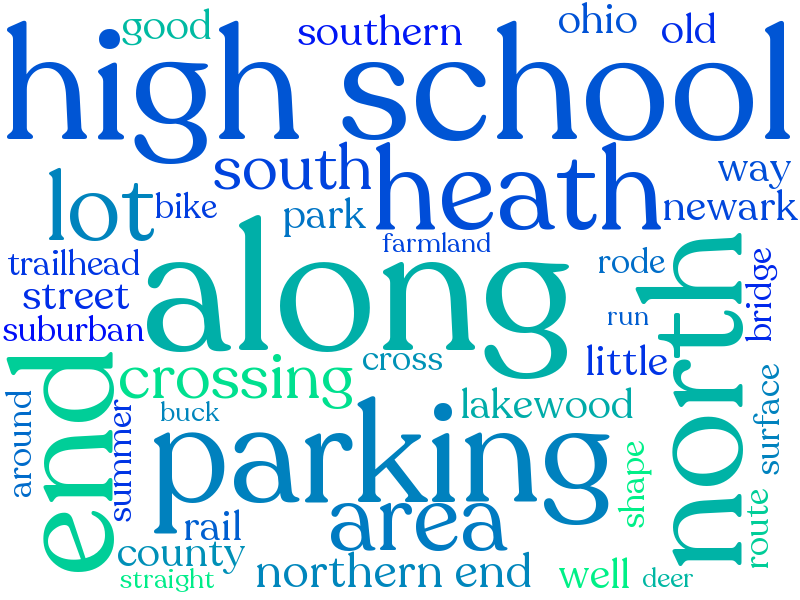 good
southern
ohio
old
high school
south
heath
way
lot
bike
park
newark
farmland
trailhead
along
rode
north
bridge
street
run
suburban
end
crossing
cross
little
around
summer
buck
lakewood
surface
parking
shape
rail
area
route
county
northern end
well
straight
deer